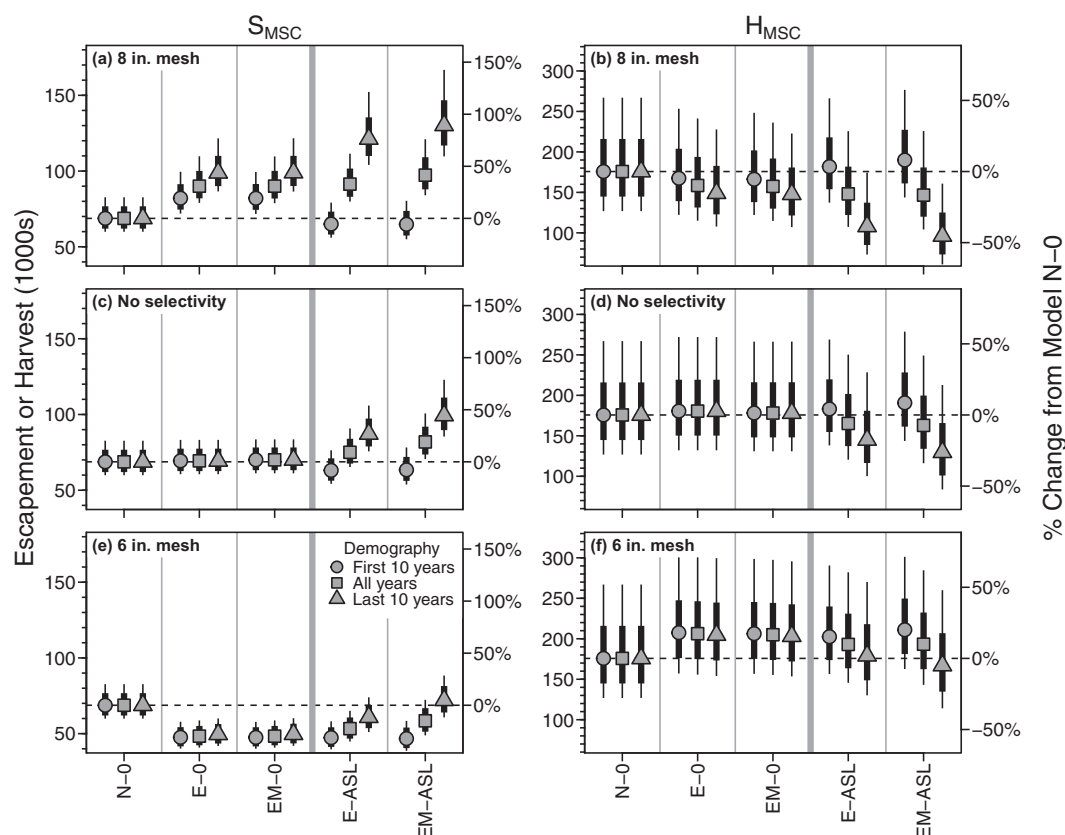 S_MSC
H_MSC
Escapement or Harvest (1000s)
% Change from Model N−0
(a) 8 in. mesh
150
100
50
150%
100%
50%
0%
(b) 8 in. mesh
300
250
200
150
100
50%
0%
−50%
(c) No selectivity
150
100
50
150%
100%
50%
0%
(d) No selectivity
300
250
200
150
100
50%
0%
−50%
(e) 6 in. mesh
150
100
50
150%
100%
50%
0%
Demography
First 10 years
All years
Last 10 years
(f) 6 in. mesh
300
250
200
150
100
50%
0%
−50%
N−0
E−0
EM−0
E−ASL
EM−ASL
N−0
E−0
EM−0
E−ASL
EM−ASL